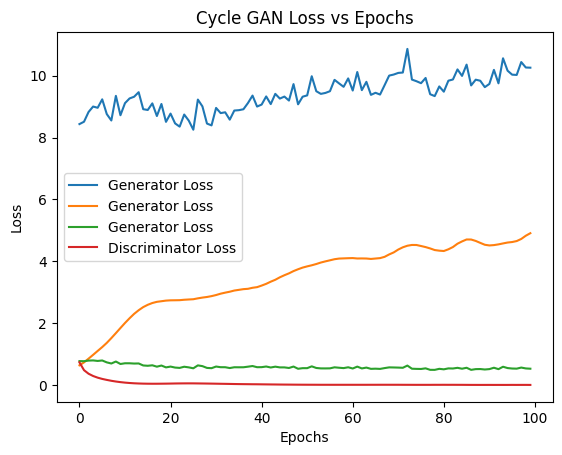 Cycle GAN Loss vs Epochs
Loss
10
8
6
4
2
0
Generator Loss
Generator Loss
Generator Loss
Discriminator Loss
0 20 40 60 80 100
Epochs